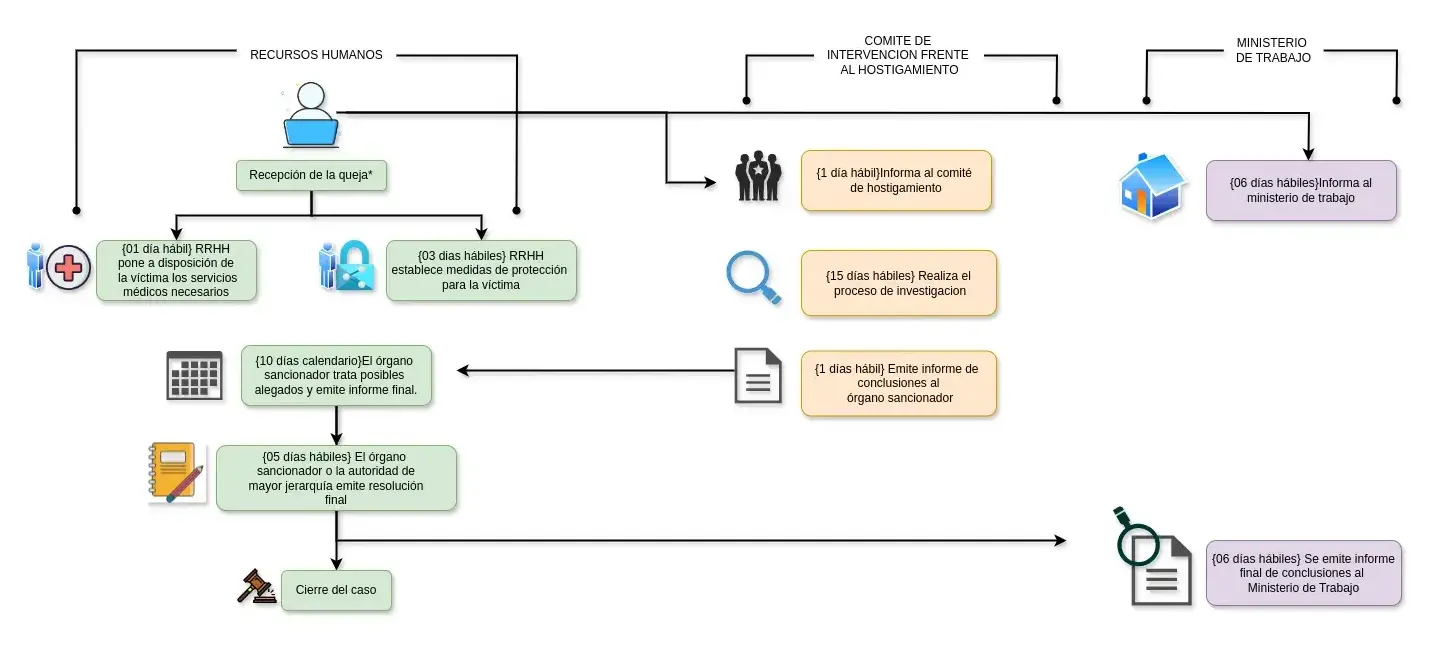 RECURSOS HUMANOS
COMITE DE
INTERVENCION FRENTE
AL HOSTIGAMIENTO
MINISTERIO
DE TRABAJO
Recepción de la queja*
{1 día hábil}Informa al comité
de hostigamiento
{06 días hábiles}Informa al
ministerio de trabajo
{01 día hábil} RRHH
pone a disposición de
la víctima los servicios
médicos necesarios
{03 dias hábiles} RRHH
establece medidas de protección
para la víctima
{15 días hábiles} Realiza el
proceso de investigacion
{10 días calendario}El órgano
sancionador trata posibles
alegados y emite informe final.
{1 días hábil} Emite informe de
conclusiones al
órgano sancionador
{05 días hábiles} El órgano
sancionador o la autoridad de
mayor jerarquía emite resolución
final
{06 días hábiles} Se emite informe
final de conclusiones al
Ministerio de Trabajo
Cierre del caso